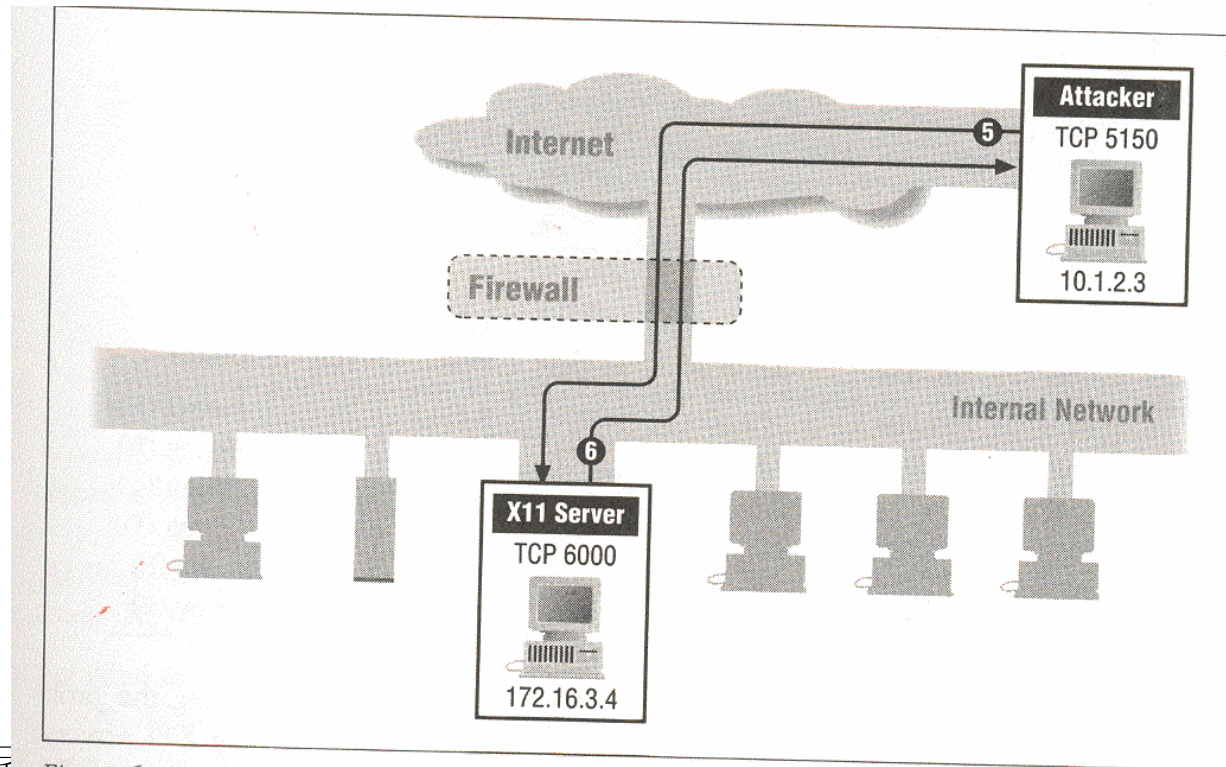 Attacker
5
TCP 5150
Internet
10.1.2.3
Firewall
Internal Network
6
X11 Server
TCP 6000
172.16.3.4